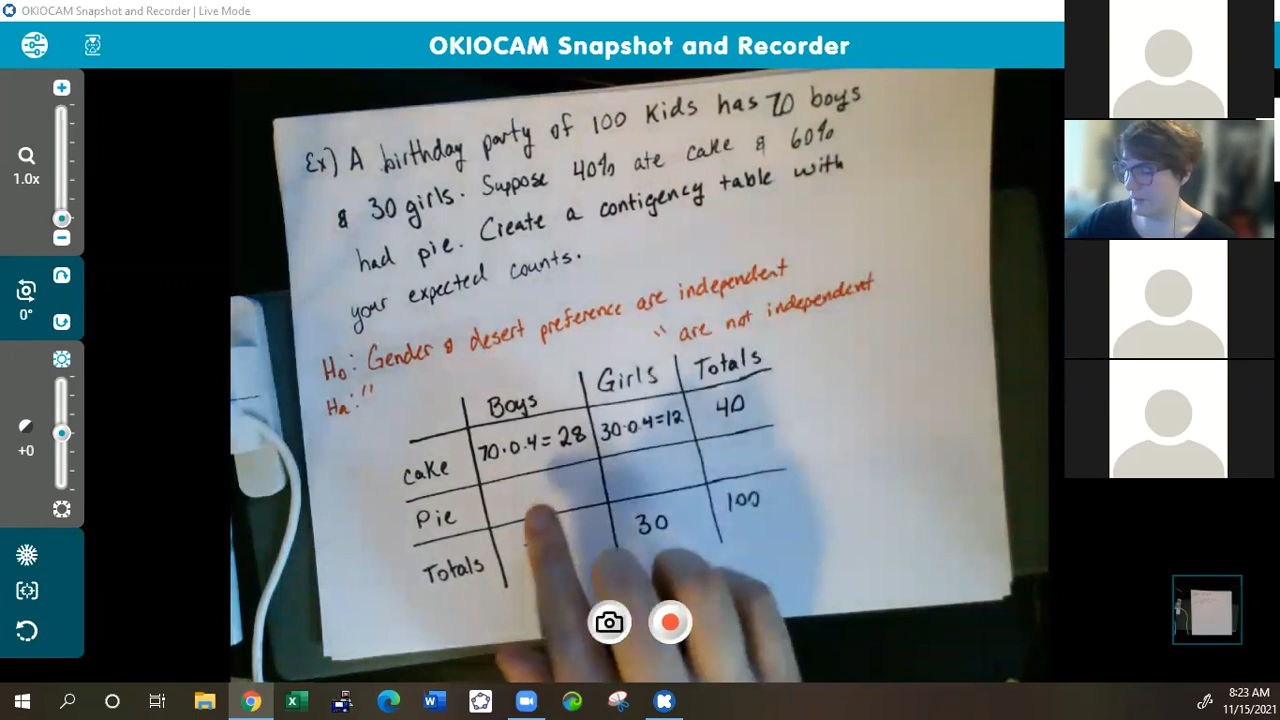 OKIOCAM Snapshot and Recorder | Live Mode
OKIOCAM Snapshot and Recorder
1.0x
0°
+0
Ex) A birthday party of 100 Kids has 70 boys
& 30 girls. Suppose 40% ate cake & 60%
had pie. Create a contigency table with
your expected counts.
Ho: Gender & desert preference are independent
Ha: " " are not independent
Boys Girls Totals
cake 70·0.4=28 30·0.4=12 40
Pie
Totals 30 100
8:23 AM
11/15/2021